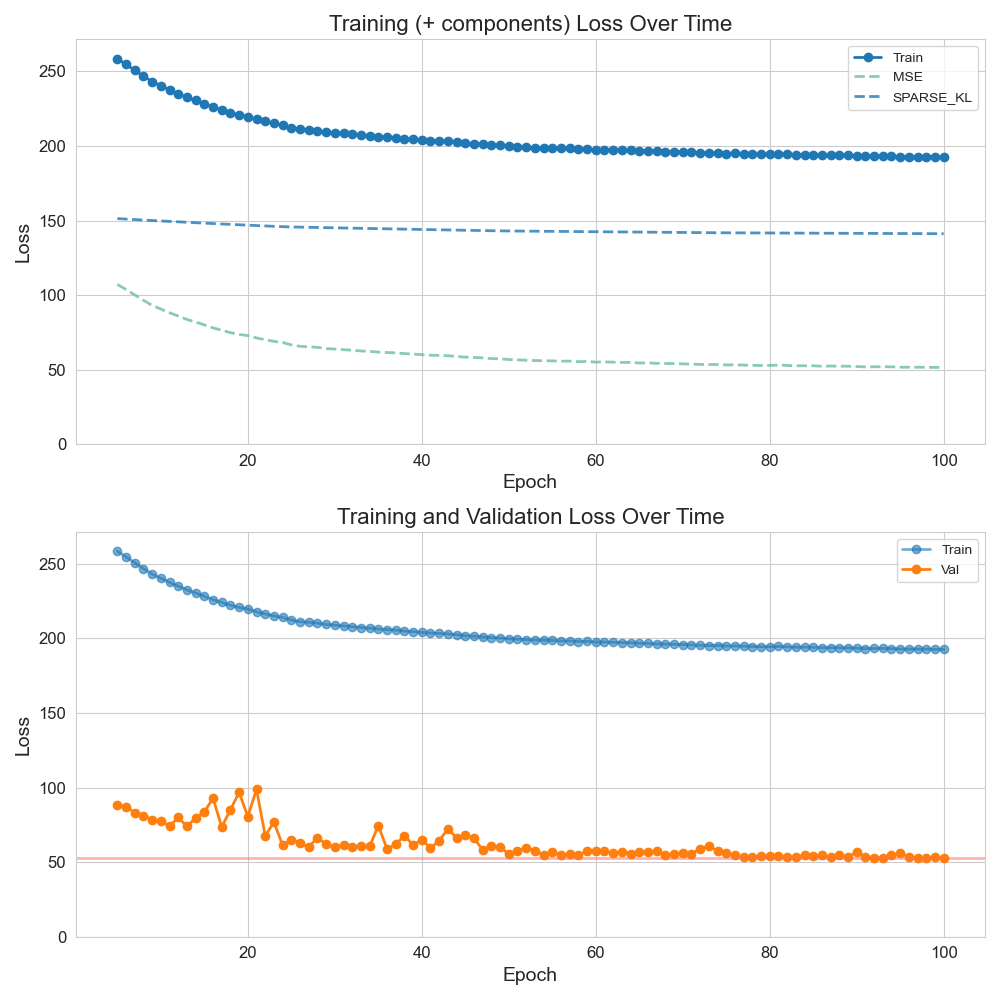 Training (+ components) Loss Over Time
Loss
250
200
150
100
50
0
Train
MSE
SPARSE_KL
20 40 60 80 100
Epoch
Training and Validation Loss Over Time
Loss
250
200
150
100
50
0
Train
Val
20 40 60 80 100
Epoch